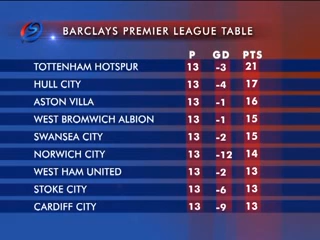 BARCLAYS PREMIER LEAGUE TABLE
P GD PTS
TOTTENHAM HOTSPUR 13 -3 21
HULL CITY 13 -4 17
ASTON VILLA 13 -1 16
WEST BROMWICH ALBION 13 -1 15
SWANSEA CITY 13 -2 15
NORWICH CITY 13 -12 14
WEST HAM UNITED 13 -2 13
STOKE CITY 13 -6 13
CARDIFF CITY 13 -9 13